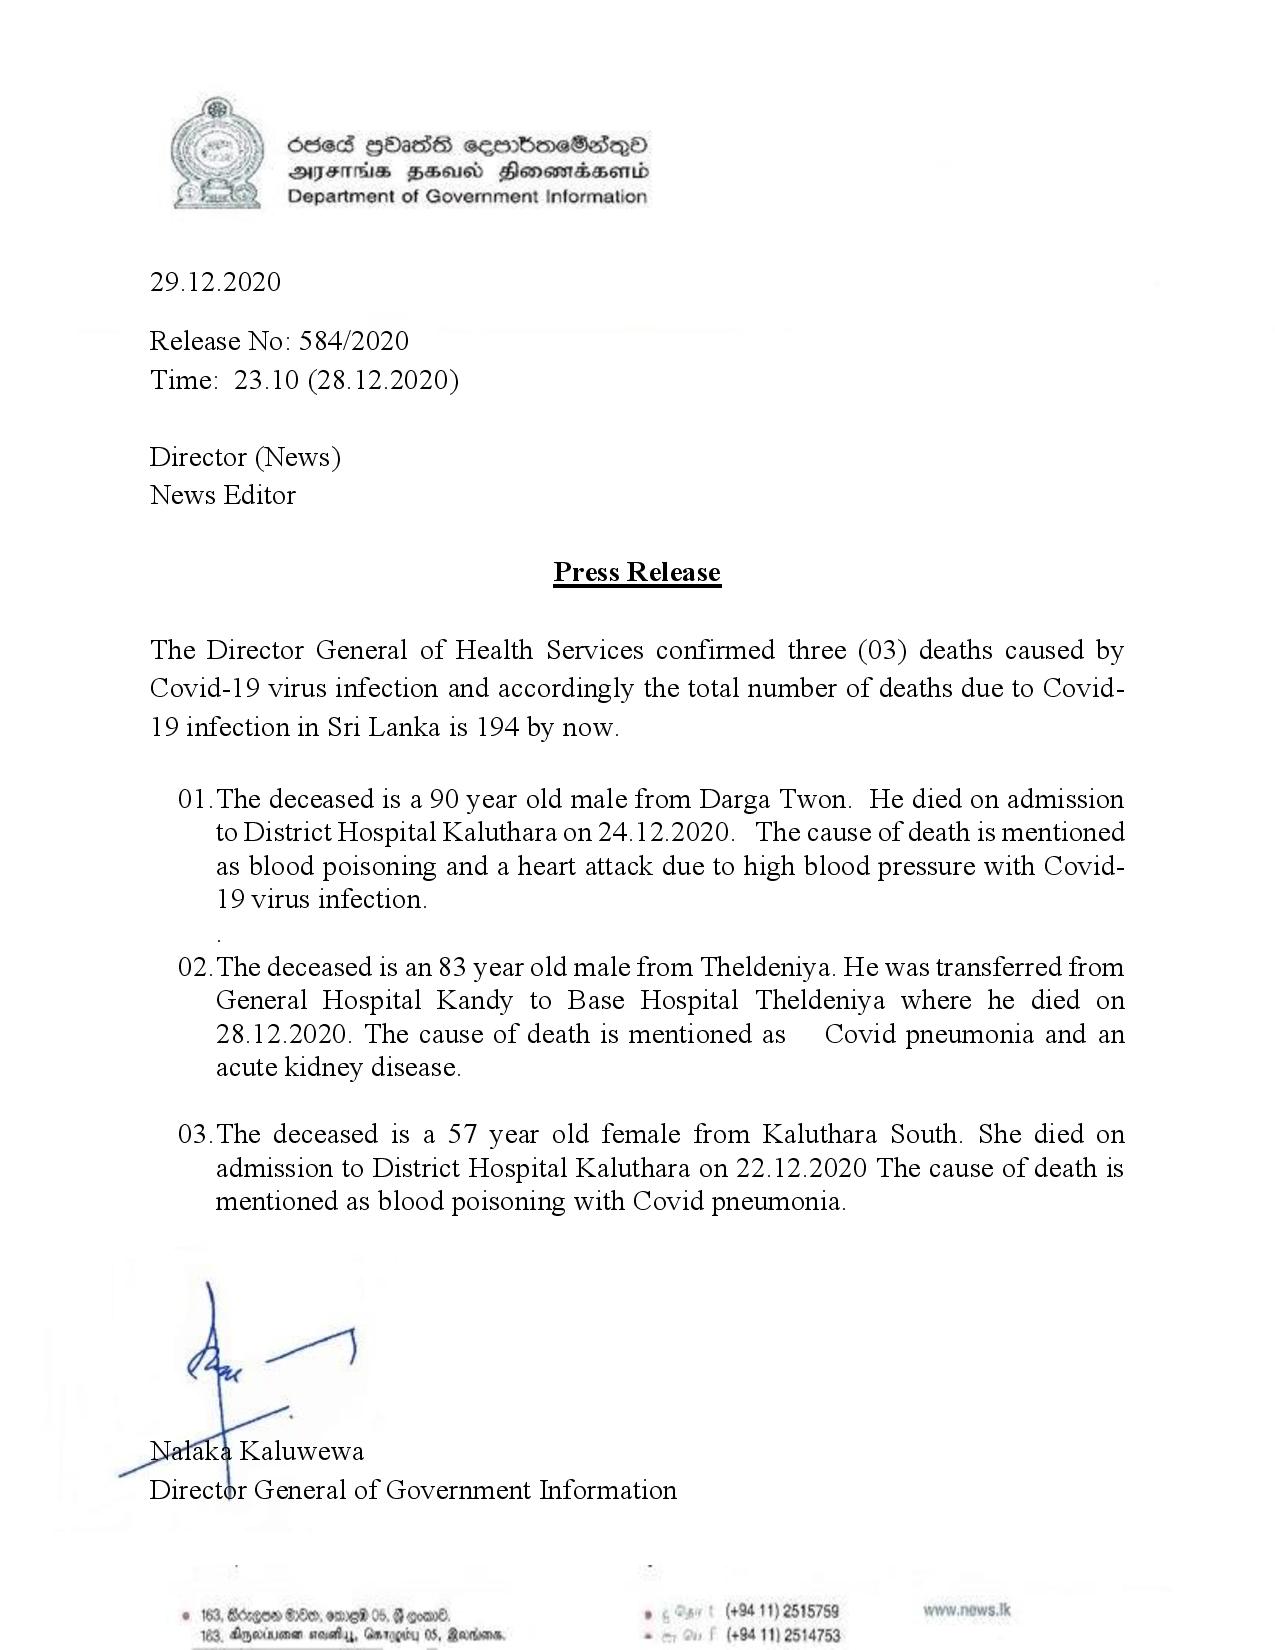 රජයේ ප්‍රවෘත්ති දෙපාර්තමේන්තුව
அரசாங்க தகவல் திணைக்களம்
Department of Government Information
29.12.2020
Release No: 584/2020
Time:  23.10 (28.12.2020)
Director (News)
News Editor
Press Release
The Director General of Health Services confirmed three (03) deaths caused by
Covid-19 virus infection and accordingly the total number of deaths due to Covid-
19 infection in Sri Lanka is 194 by now.
01. The deceased is a 90 year old male from Darga Twon.  He died on admission
to District Hospital Kaluthara on 24.12.2020.   The cause of death is mentioned
as blood poisoning and a heart attack due to high blood pressure with Covid-
19 virus infection.
.
02. The deceased is an 83 year old male from Theldeniya. He was transferred from
General Hospital Kandy to Base Hospital Theldeniya where he died on
28.12.2020. The cause of death is mentioned as    Covid pneumonia and an
acute kidney disease.
03. The deceased is a 57 year old female from Kaluthara South. She died on
admission to District Hospital Kaluthara on 22.12.2020 The cause of death is
mentioned as blood poisoning with Covid pneumonia.
Nalaka Kaluwewa
Director General of Government Information
163, කිරුලපන මාවත, කොළඹ 05, ශ්‍රී ලංකාව.
163, கிருலப்பனை எவனியூ, கொழும்பு 05, இலங்கை.
(+94 11) 2515759
(+94 11) 2514753
www.news.lk